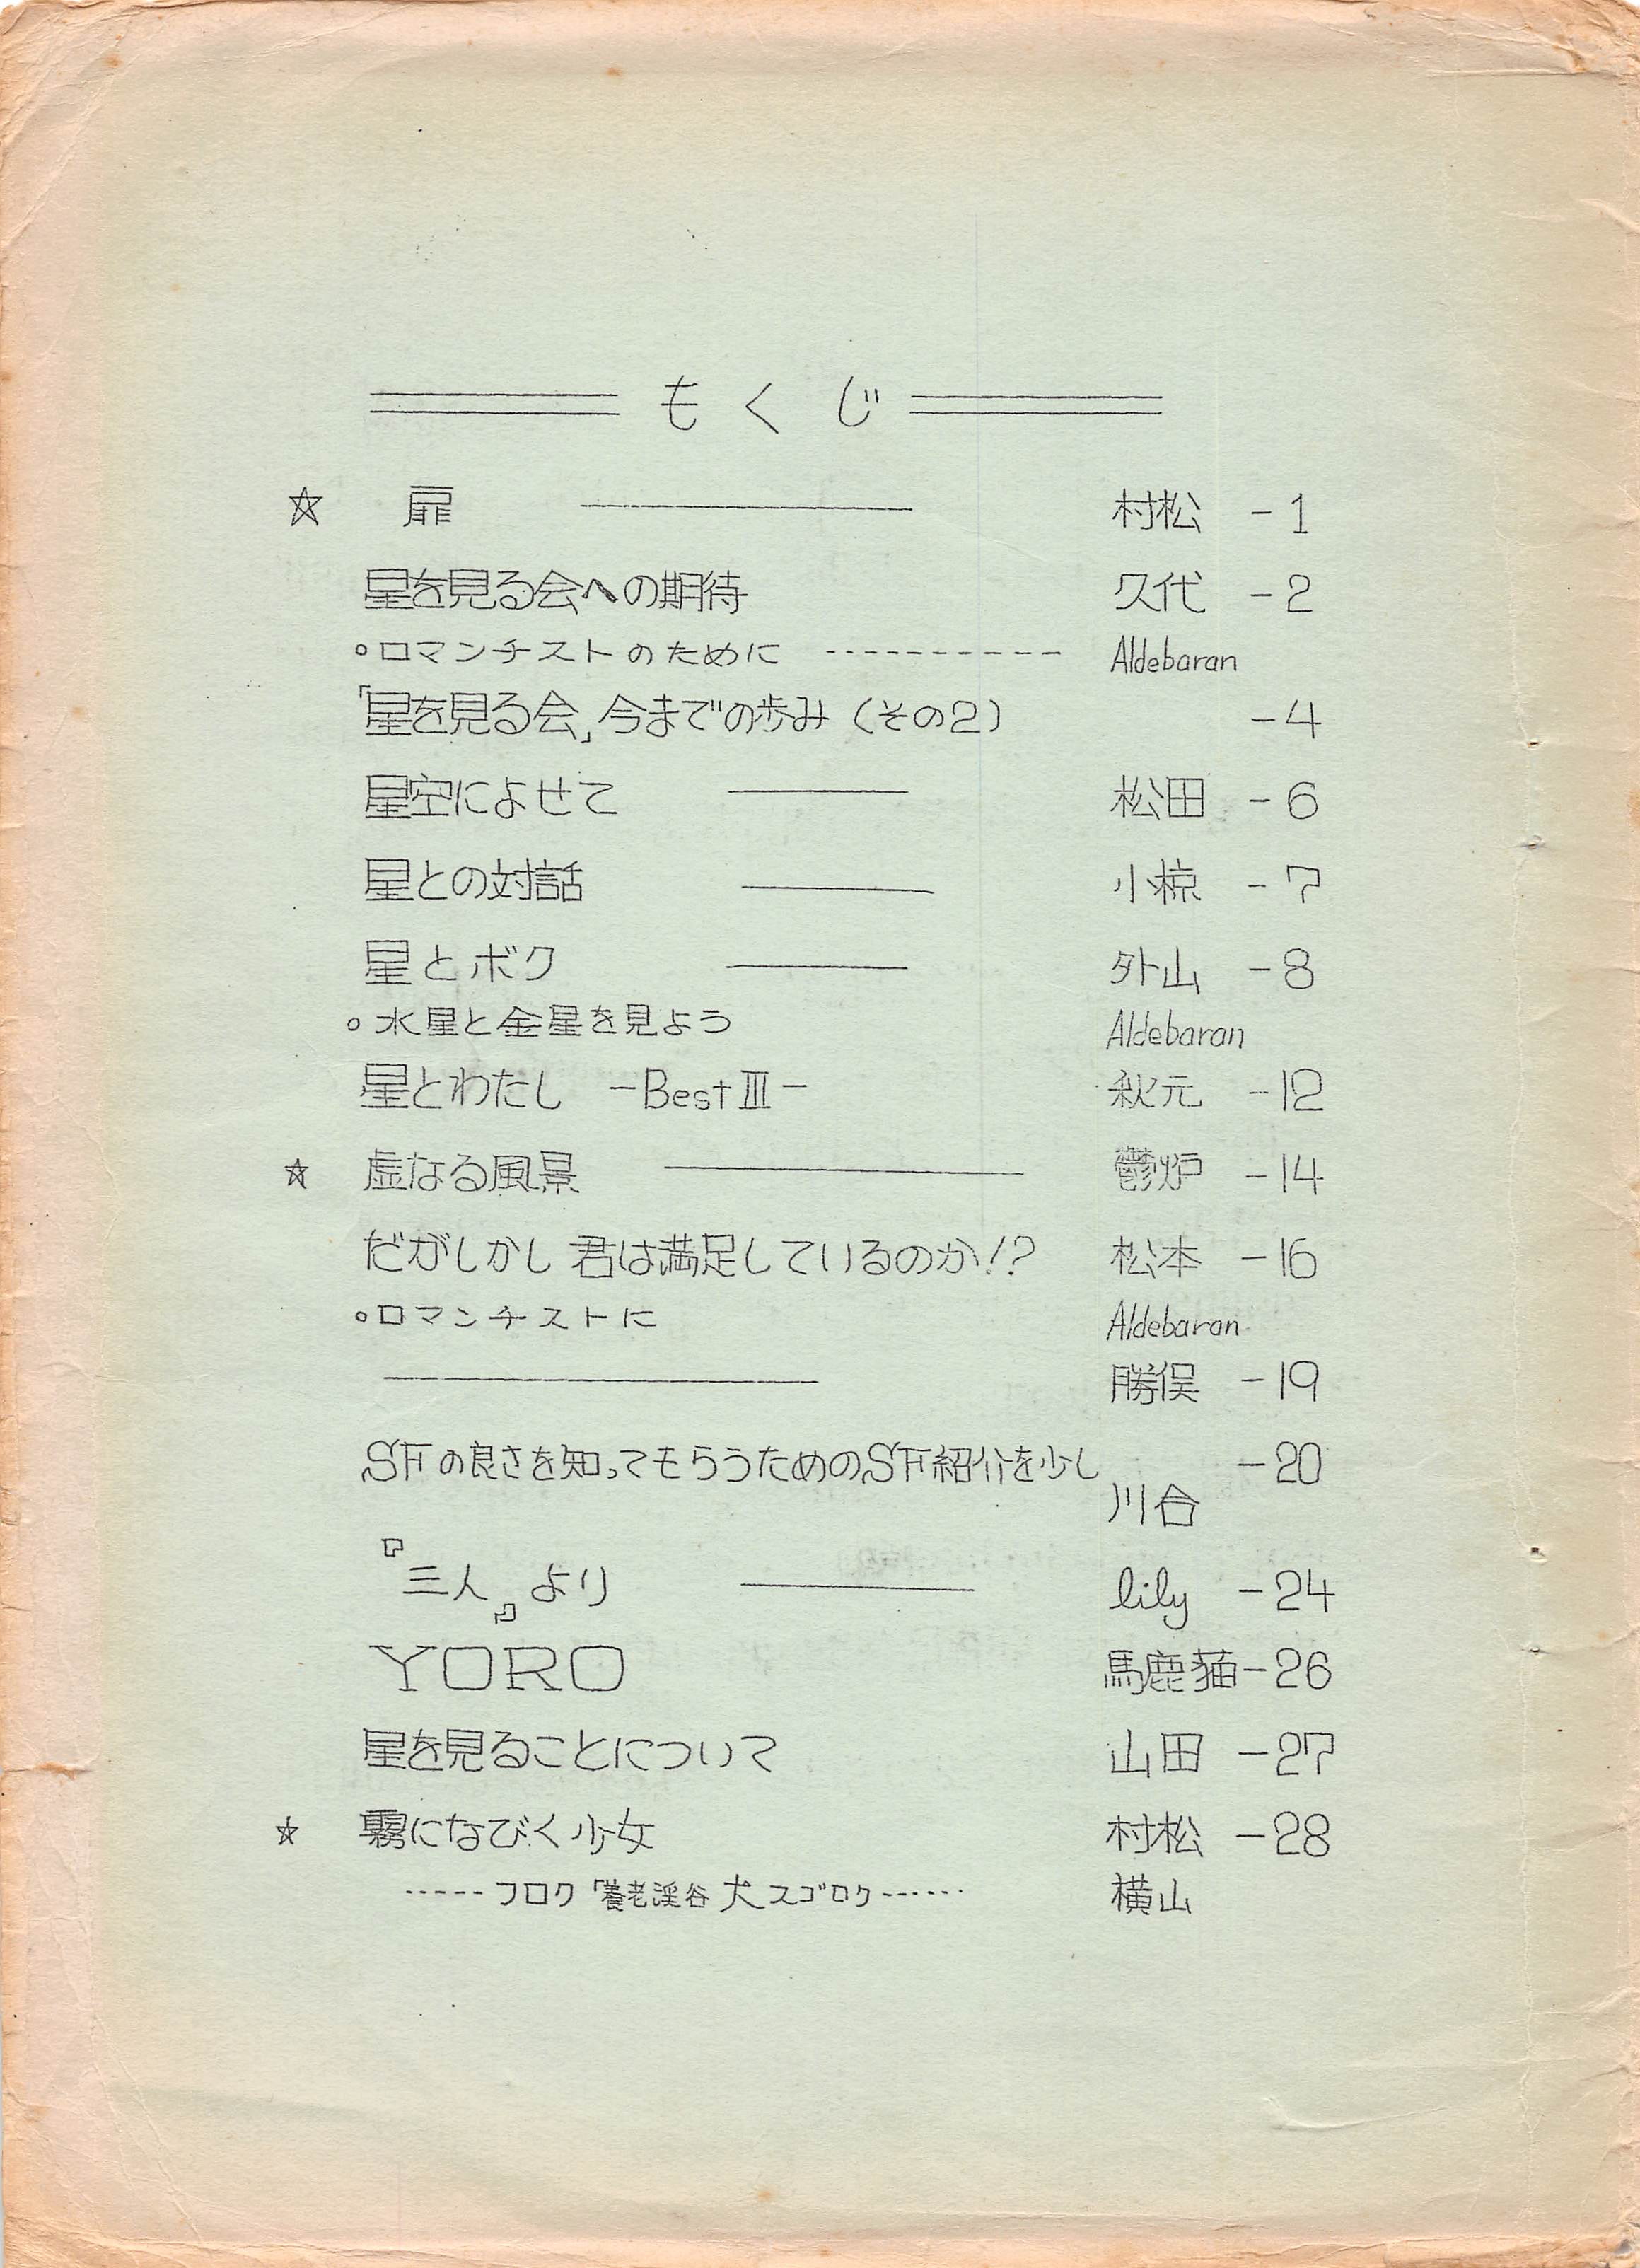 もくじ
☆ 扉 ——— 村松 -1
星を見る会への期待 久代 -2
○ロマンチストのために ---------- Aldebaran
「星を見る会」今までの歩み（その2） -4
星空によせて ——— 松田 -6
星との対話 ——— 小椋 -7
星とボク ——— 外山 -8
○水星と金星を見よう Aldebaran
星とわたし -Best Ⅲ- 秋元 -12
☆ 虚なる風景 ——— 鬱炉 -14
だがしかし 君は満足しているのか!? 松本 -16
○ロマンチストに Aldebaran
——— 勝俣 -19
SFの良さを知ってもらうためのSF紹介を少し -20
川合
『三人』より ——— lily -24
YORO 馬鹿猫 -26
星を見ることについて 山田 -27
☆ 霧になびく少女 村松 -28
-----フロク「養老渓谷 犬スゴロク------ 横山